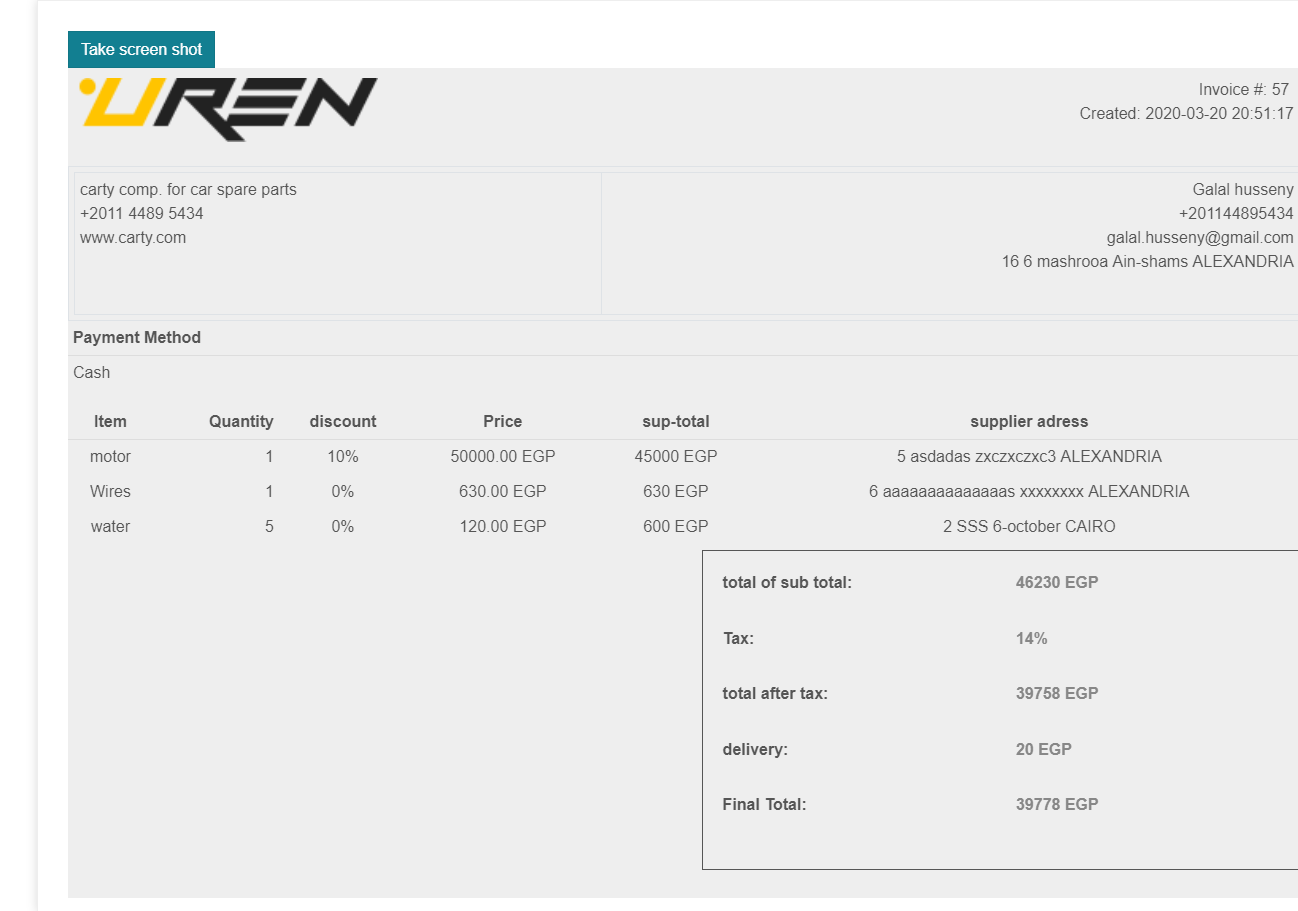 Take screen shot
UREN
Invoice #: 57
Created: 2020-03-20 20:51:17
carty comp. for car spare parts
+2011 4489 5434
www.carty.com
Galal husseny
+201144895434
galal.husseny@gmail.com
16 6 mashrooa Ain-shams ALEXANDRIA
Payment Method
Cash
Item Quantity discount Price sup-total supplier adress
motor 1 10% 50000.00 EGP 45000 EGP 5 asdadas zxczxczxc3 ALEXANDRIA
Wires 1 0% 630.00 EGP 630 EGP 6 aaaaaaaaaaaaaaas xxxxxxxx ALEXANDRIA
water 5 0% 120.00 EGP 600 EGP 2 SSS 6-october CAIRO
total of sub total: 46230 EGP
Tax: 14%
total after tax: 39758 EGP
delivery: 20 EGP
Final Total: 39778 EGP